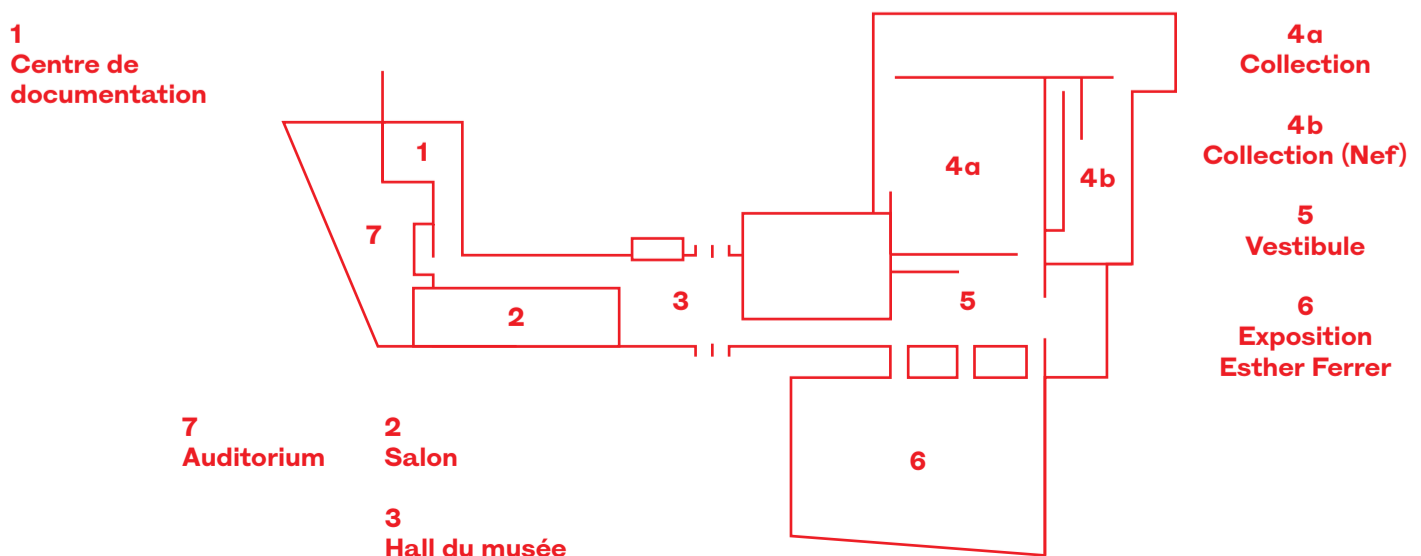 1
Centre de
documentation
4a
Collection
4b
Collection (Nef)
5
Vestibule
6
Exposition
Esther Ferrer
1
4a
4b
7
3
5
2
6
7
Auditorium
2
Salon
3
Hall du musée